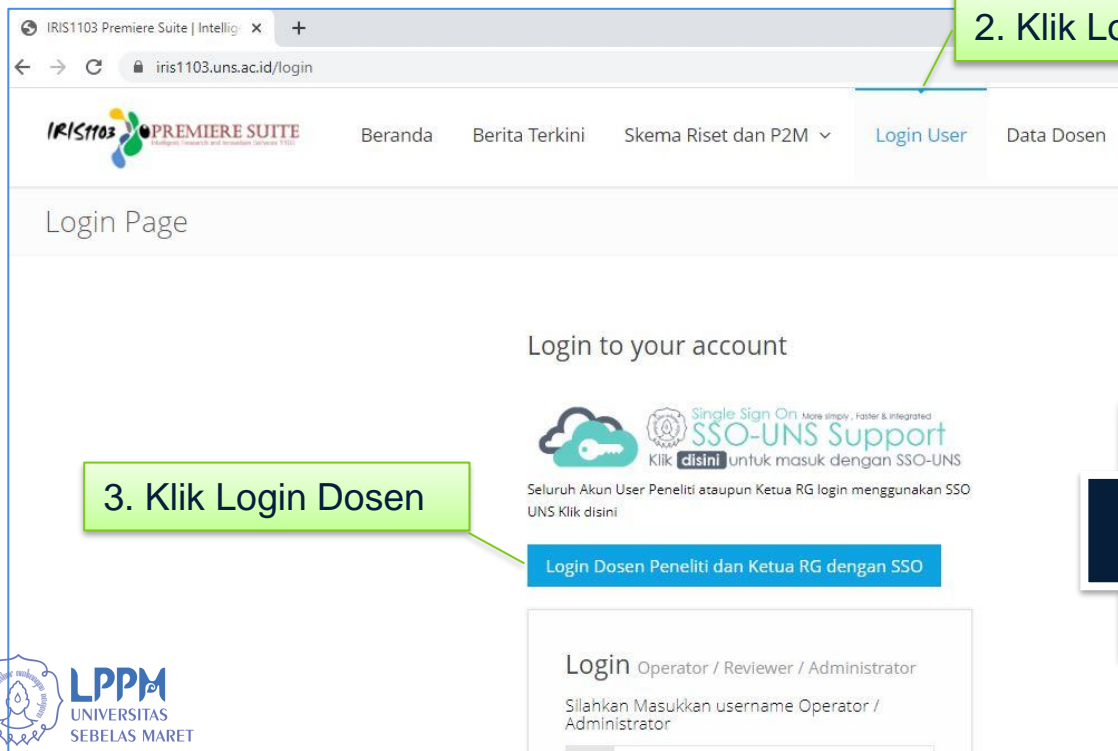 IRIS1103 Premiere Suite | Intellig
2. Klik Lo
iris1103.uns.ac.id/login
IRIS1103 PREMIERE SUITE
Beranda Berita Terkini Skema Riset dan P2M Login User Data Dosen
Login Page
Login to your account
Single Sign On More simply, Faster & integrated
SSO-UNS Support
Klik disini untuk masuk dengan SSO-UNS
Seluruh Akun User Peneliti ataupun Ketua RG login menggunakan SSO
UNS Klik disini
3. Klik Login Dosen
Login Dosen Peneliti dan Ketua RG dengan SSO
Login Operator / Reviewer / Administrator
Silahkan Masukkan username Operator /
Administrator
LPPM
UNIVERSITAS
SEBELAS MARET